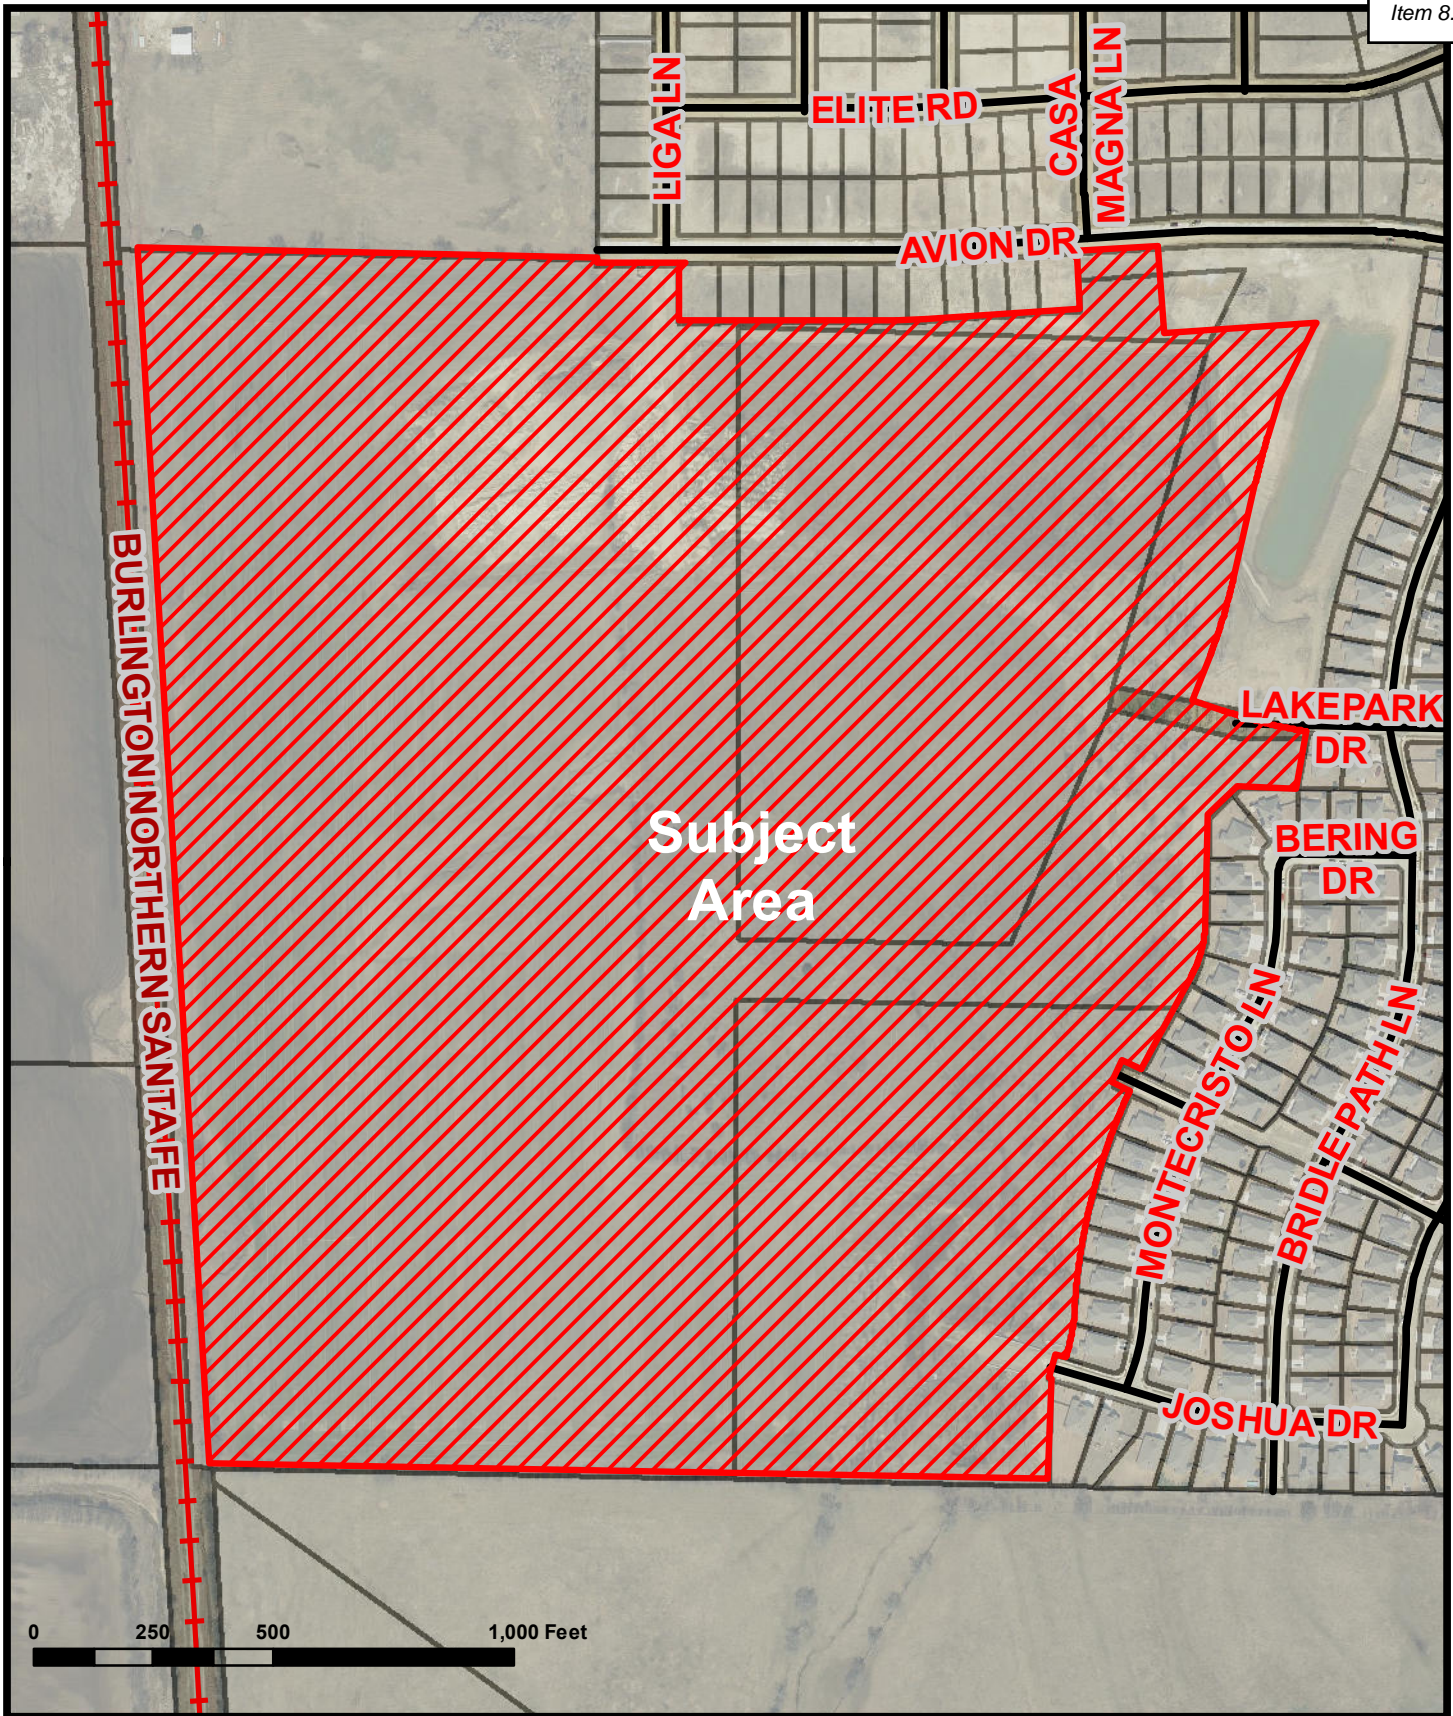 Item 8.
LIGA LN
ELITE RD
CASA
MAGNA LN
AVION DR
BURLINGTON NORTHERN SANTA FE
LAKEPARK
DR
BERING
DR
Subject
Area
MONTECRISTO LN
BRIDLE PATH LN
JOSHUA DR
0 250 500 1,000 Feet